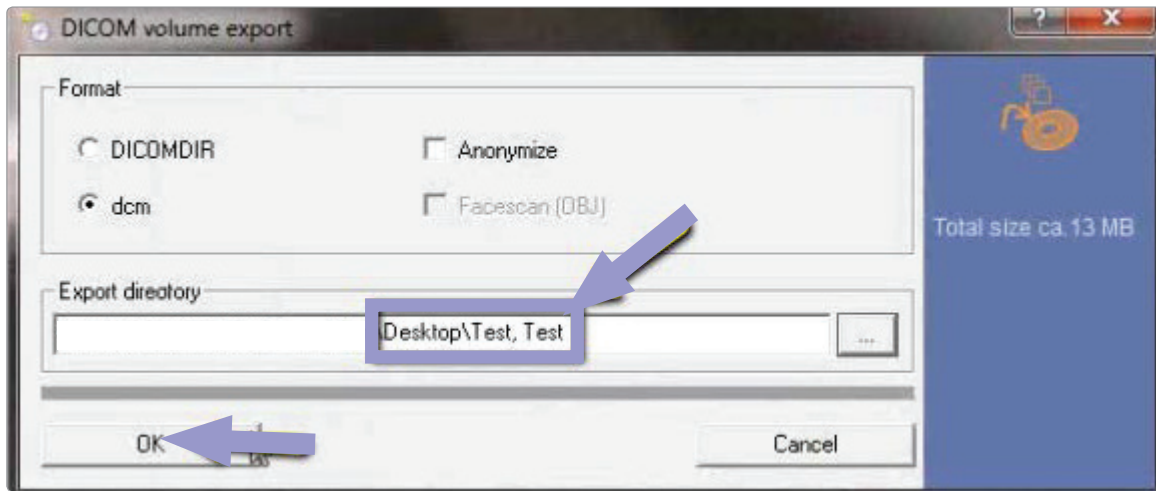 DICOM volume export
Format
DICOMDIR
Anonymize
dcm
Facescan (OBJ)
Total size ca.13 MB
Export directory
\Desktop\Test, Test
...
OK
Cancel